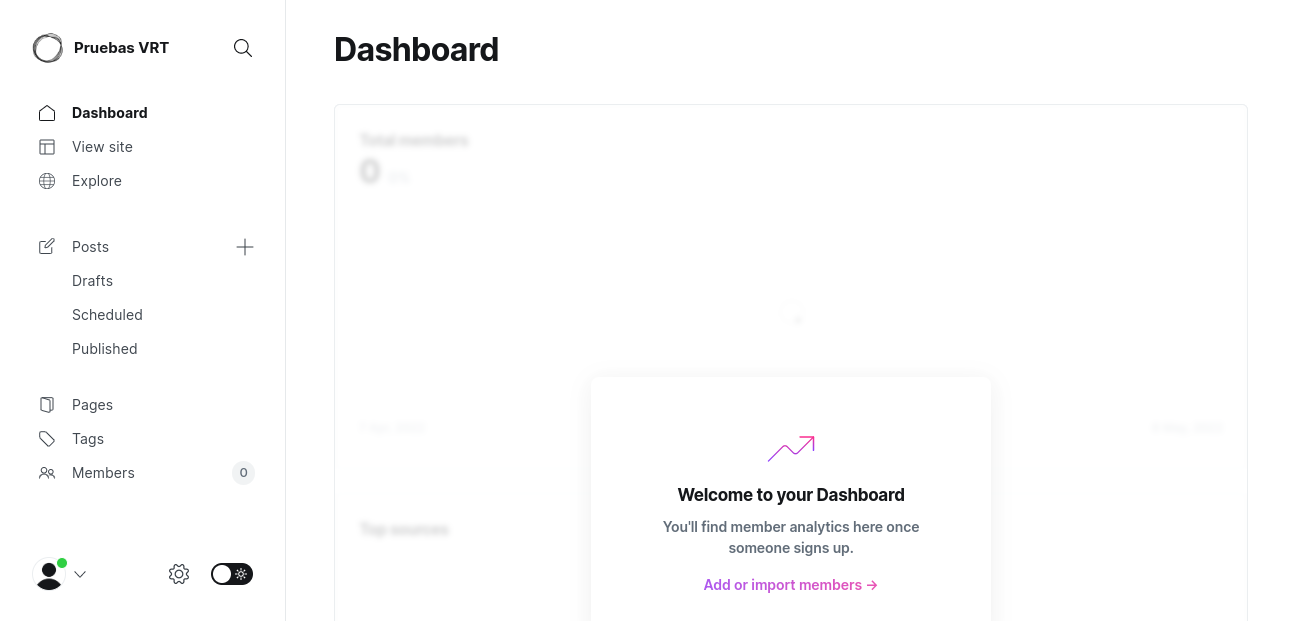 Pruebas VRT
Dashboard
View site
Explore
Posts
Drafts
Scheduled
Published
Pages
Tags
Members
0
Dashboard
Total members
0
Top sources
Welcome to your Dashboard
You'll find member analytics here once
someone signs up.
Add or import members →